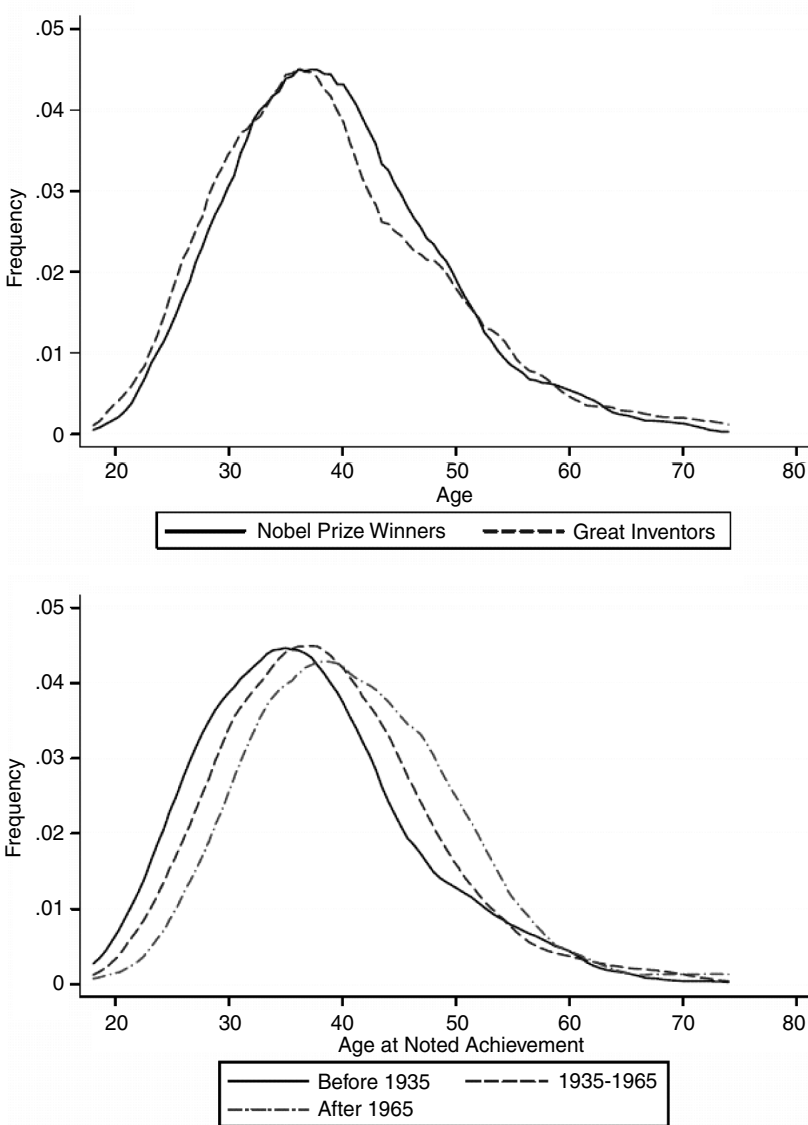 .05
.04
.03
.02
.01
0
Frequency
20 30 40 50 60 70 80
Age
Nobel Prize Winners Great Inventors
.05
.04
.03
.02
.01
0
Frequency
20 30 40 50 60 70 80
Age at Noted Achievement
Before 1935 1935-1965
After 1965